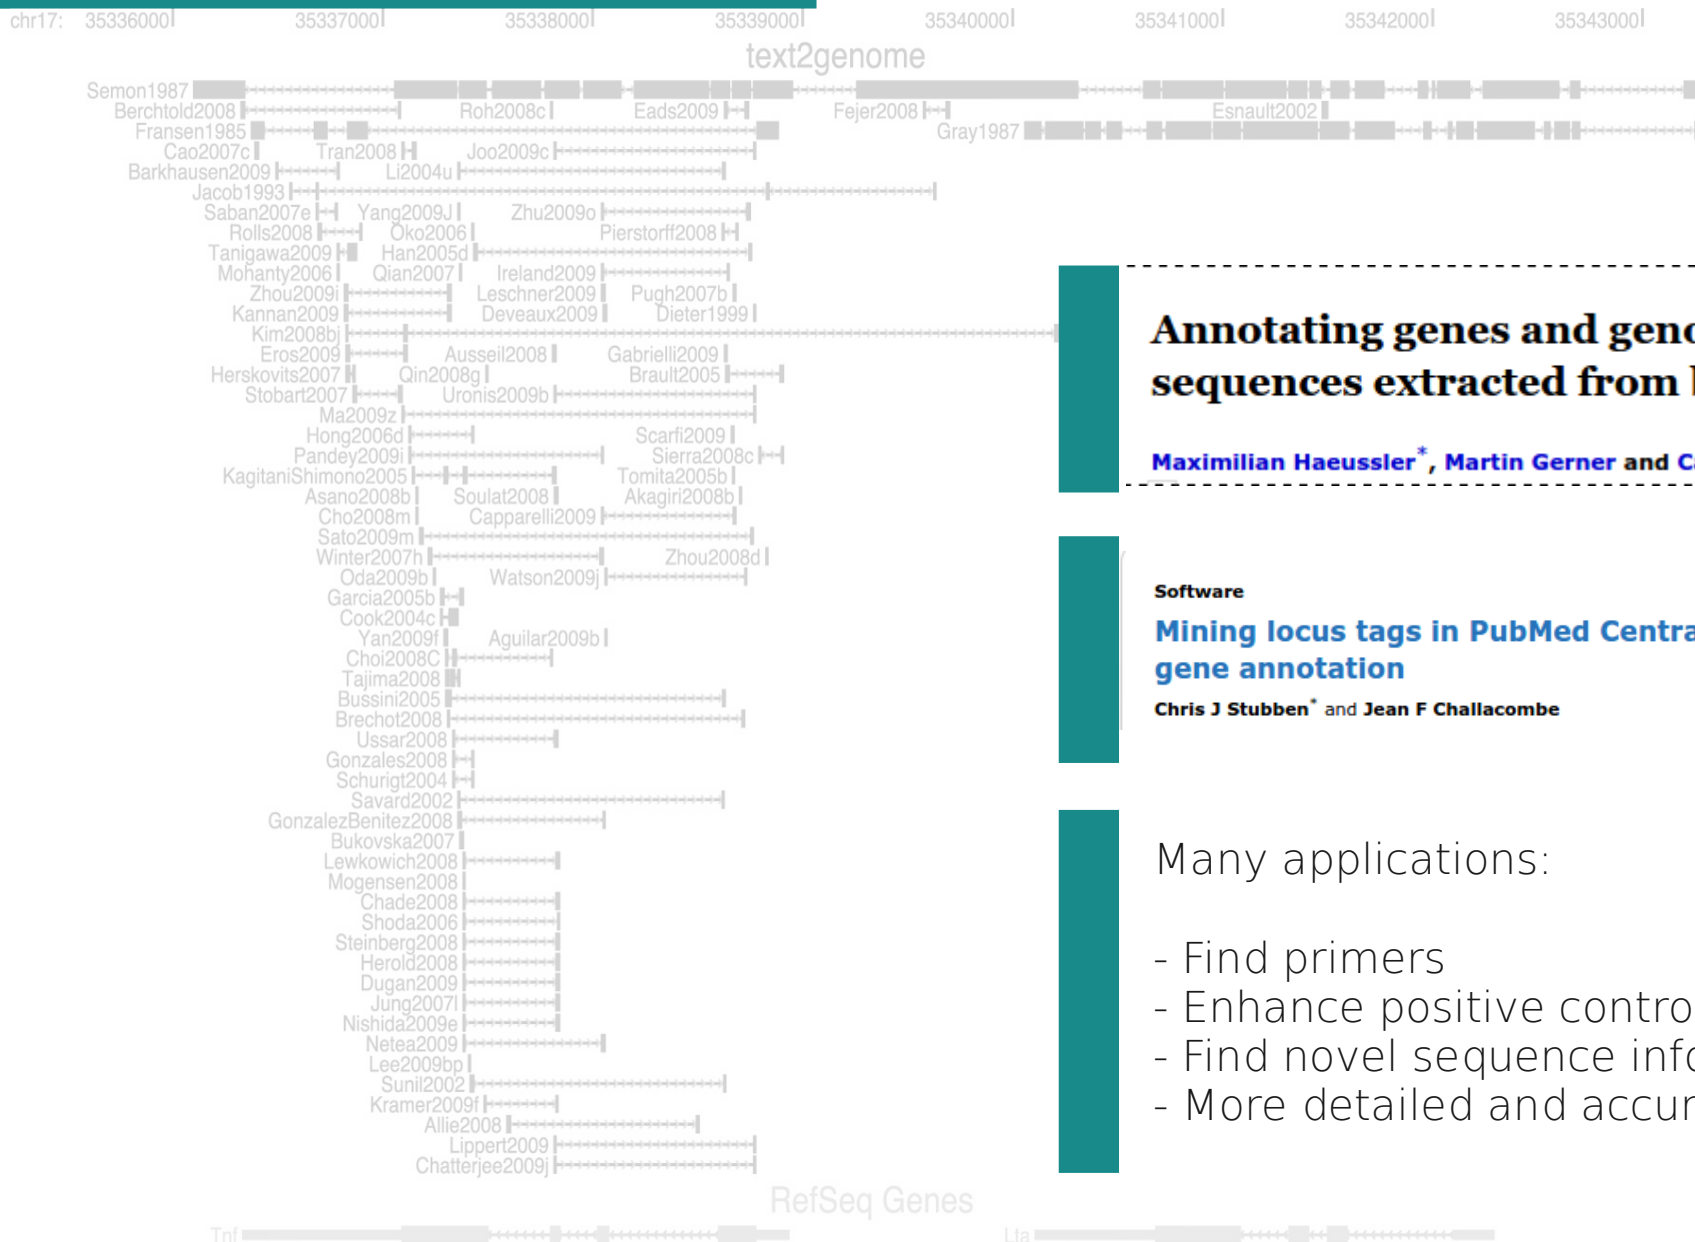 chr17: 35336000 35337000 35338000 35339000 35340000 35341000 35342000 35343000
text2genome
Semon1987
Berchtold2008 Roh2008c Eads2009 Fejer2008 Esnault2002
Fransen1985 Gray1987
Cao2007c Tran2008 Joo2009c
Barkhausen2009 Li2004u
Jacob1993
Saban2007e Yang2009J Zhu2009o
Rolls2008 Oko2006 Pierstorff2008
Tanigawa2009 Han2005d
Mohanty2006 Qian2007 Ireland2009
Zhou2009i Leschner2009 Pugh2007b
Kannan2009 Deveaux2009 Dieter1999
Kim2008bj
Eros2009 Ausseil2008 Gabrielli2009
Herskovits2007 Qin2008g Brault2005
Stobart2007 Uronis2009b
Ma2009z
Hong2006d Scarfi2009
Pandey2009i Sierra2008c
KagitaniShimono2005 Tomita2005b
Asano2008b Soulat2008 Akagiri2008b
Cho2008m Capparelli2009
Sato2009m
Winter2007h Zhou2008d
Oda2009b Watson2009j
Garcia2005b
Cook2004c
Yan2009f Aguilar2009b
Choi2008C
Tajima2008
Bussini2005
Brechot2008
Ussar2008
Gonzales2008
Schurigt2004
Savard2002
GonzalezBenitez2008
Bukovska2007
Lewkowich2008
Mogensen2008
Chade2008
Shoda2006
Steinberg2008
Herold2008
Dugan2009
Jung2007l
Nishida2009e
Netea2009
Lee2009bp
Sunil2002
Kramer2009f
Allie2008
Lippert2009
Chatterjee2009j
RefSeq Genes
Tnf Lta
Annotating genes and geno
sequences extracted from
Maximilian Haeussler*, Martin Gerner and Ca
Software
Mining locus tags in PubMed Centra
gene annotation
Chris J Stubben* and Jean F Challacombe
Many applications:
- Find primers
- Enhance positive contro
- Find novel sequence info
- More detailed and accur